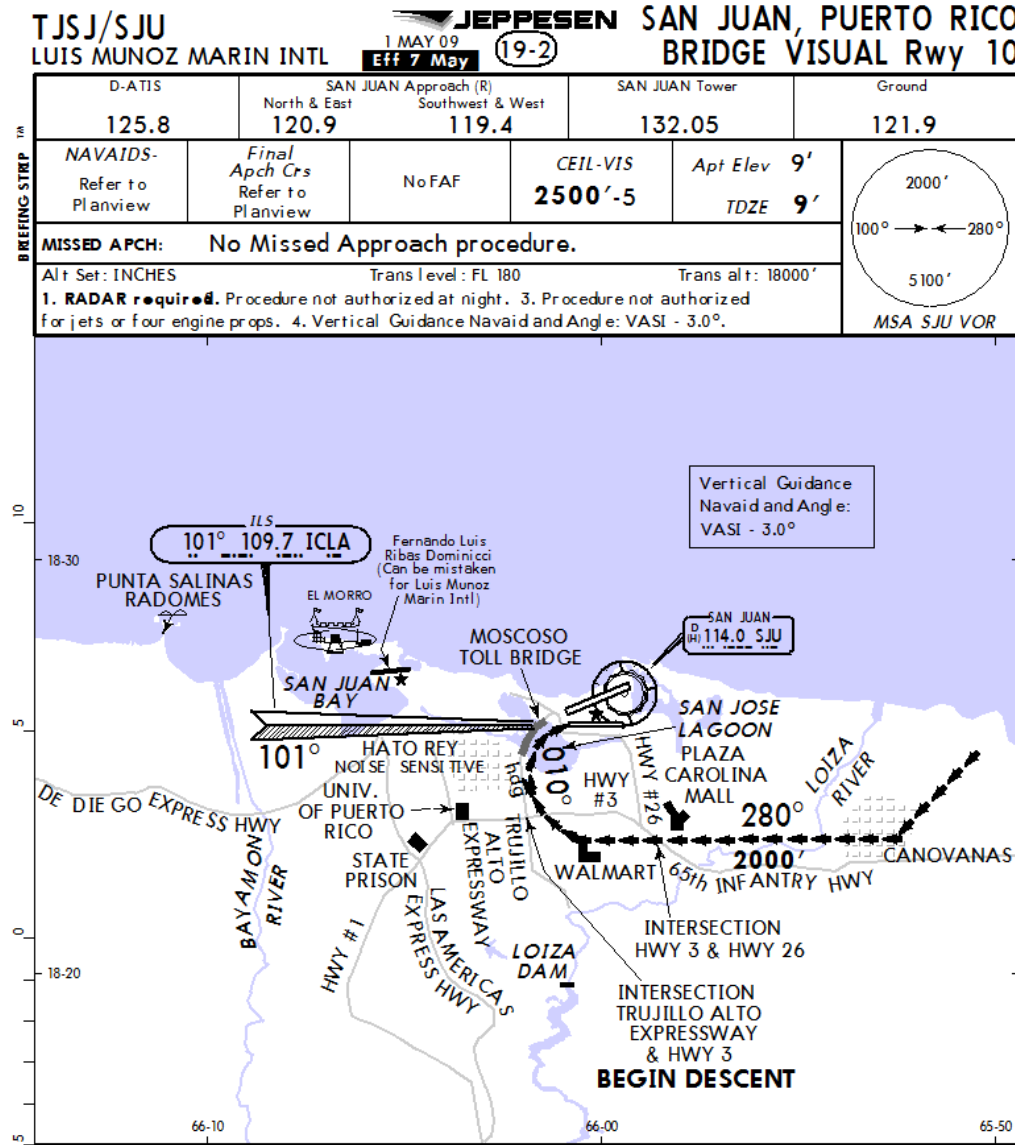 TJSJ/SJU
LUIS MUNOZ MARIN INTL
JEPPESEN
1 MAY 09
Eff 7 May
19-2
SAN JUAN, PUERTO RICO
BRIDGE VISUAL Rwy 10
BRIEFING STRIP TM
D-ATIS
125.8
SAN JUAN Approach (R)
North & East
120.9
Southwest & West
119.4
SAN JUAN Tower
132.05
Ground
121.9
NAVAIDS-
Refer to
Planview
Final
Apch Crs
Refer to
Planview
No FAF
CEIL-VIS
2500'-5
Apt Elev 9'
TDZE 9'
MISSED APCH: No Missed Approach procedure.
Alt Set: INCHES Trans level: FL 180 Trans alt: 18000'
1. RADAR required. Procedure not authorized at night. 3. Procedure not authorized
for jets or four engine props. 4. Vertical Guidance Navaid and Angle: VASI - 3.0°.
2000'
100° 280°
5100'
MSA SJU VOR
66-10
66-00
65-50
10
5
0
5
18-30
18-20
Vertical Guidance
Navaid and Angle:
VASI - 3.0°
ILS
101° 109.7 ICLA
PUNTA SALINAS
RADOMES
EL MORRO
Fernando Luis
Ribas Dominicci
(Can be mistaken
for Luis Munoz
Marin Intl)
MOSCOSO
TOLL BRIDGE
SAN JUAN
D
(H) 114.0 SJU
SAN JUAN
BAY
SAN JOSE
LAGOON
101°
HATO REY
NOISE SENSITIVE
hdg
010°
HWY
#3
HWY #26
PLAZA
CAROLINA
MALL
280°
2000'
LOIZA
RIVER
CANOVANAS
DE DIEGO EXPRESS HWY
UNIV.
OF PUERTO
RICO
STATE
PRISON
TRUJILLO
ALTO
EXPRESSWAY
WALMART
65th INFANTRY HWY
BAYAMON
RIVER
HWY #1
LAS AMERICAS
EXPRESS HWY
LOIZA
DAM
INTERSECTION
HWY 3 & HWY 26
INTERSECTION
TRUJILLO ALTO
EXPRESSWAY
& HWY 3
BEGIN DESCENT